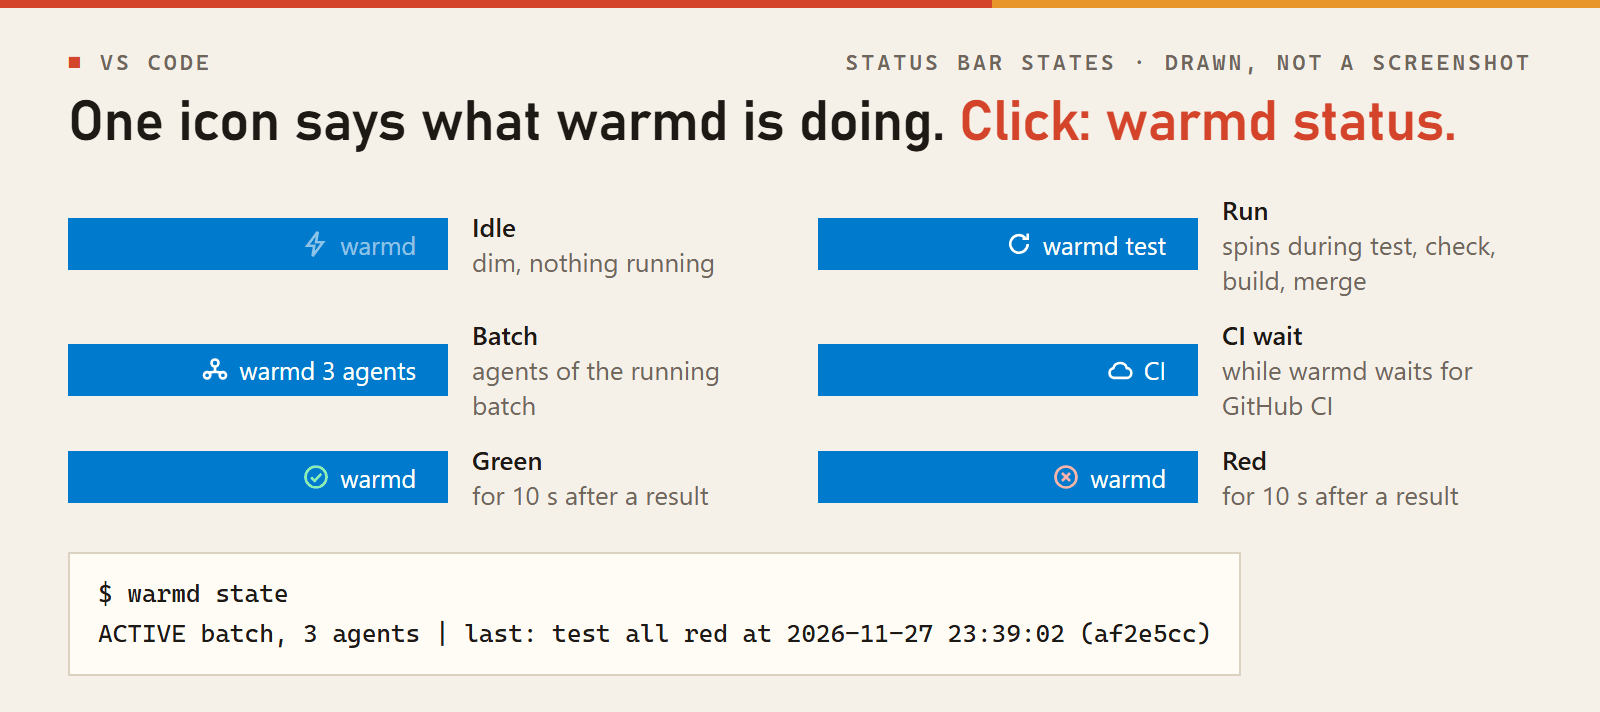 VS CODE
STATUS BAR STATES · DRAWN, NOT A SCREENSHOT
One icon says what warmd is doing. Click: warmd status.
warmd
Idle
dim, nothing running
warmd test
Run
spins during test, check,
build, merge
warmd 3 agents
Batch
agents of the running
batch
CI
CI wait
while warmd waits for
GitHub CI
warmd
Green
for 10 s after a result
warmd
Red
for 10 s after a result
$ warmd state
ACTIVE batch, 3 agents | last: test all red at 2026-11-27 23:39:02 (af2e5cc)